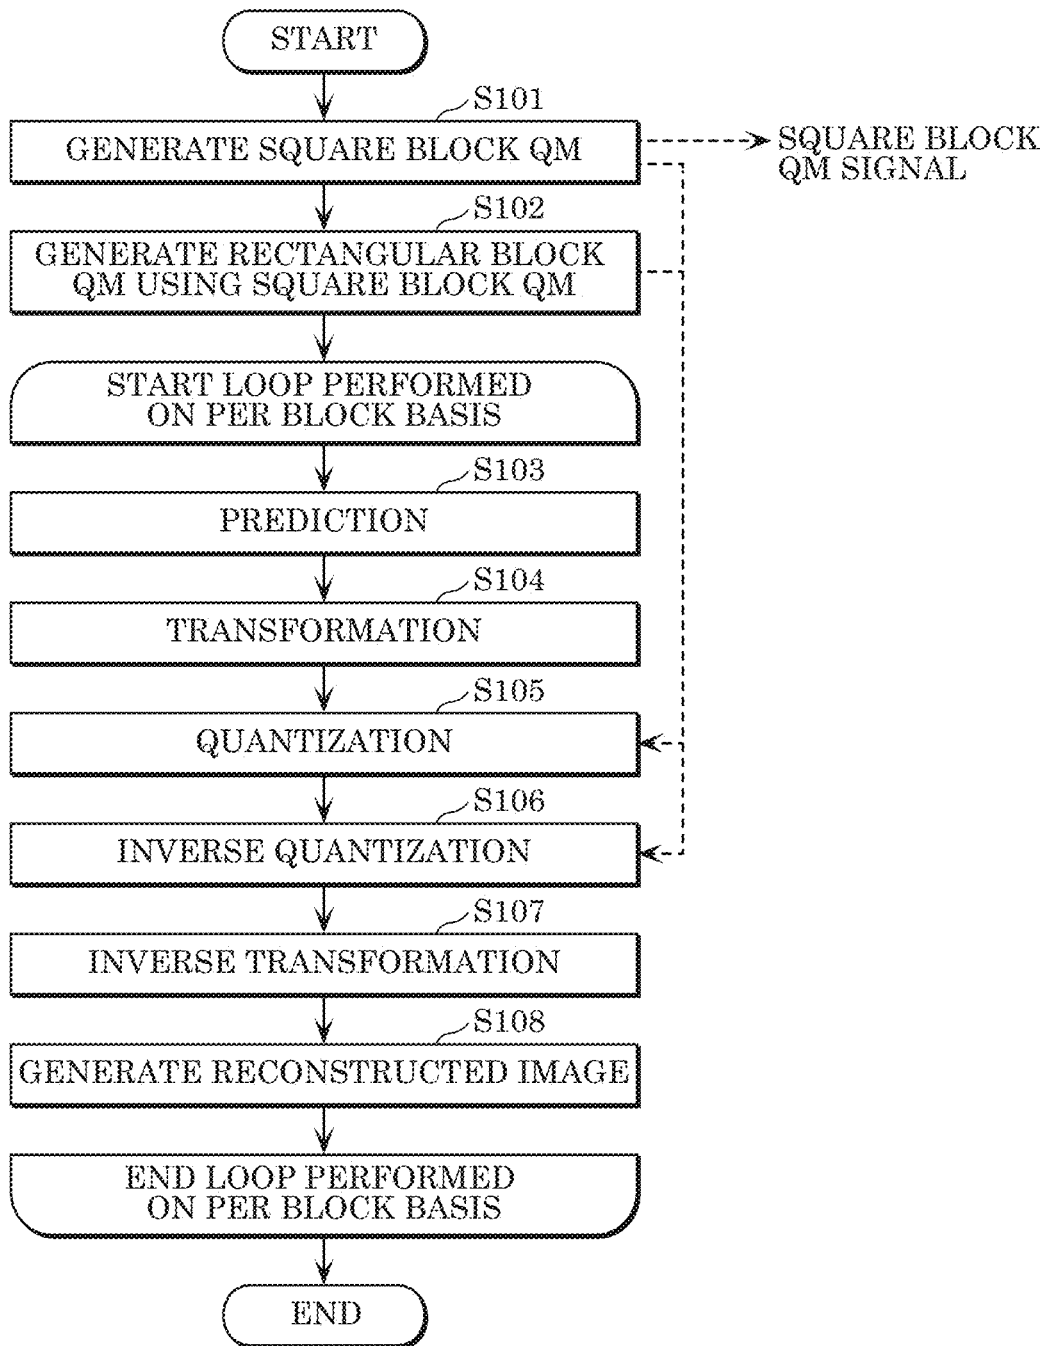 START
S101
GENERATE SQUARE BLOCK QM
SQUARE BLOCK
QM SIGNAL
S102
GENERATE RECTANGULAR BLOCK
QM USING SQUARE BLOCK QM
START LOOP PERFORMED
ON PER BLOCK BASIS
S103
PREDICTION
S104
TRANSFORMATION
S105
QUANTIZATION
S106
INVERSE QUANTIZATION
S107
INVERSE TRANSFORMATION
S108
GENERATE RECONSTRUCTED IMAGE
END LOOP PERFORMED
ON PER BLOCK BASIS
END